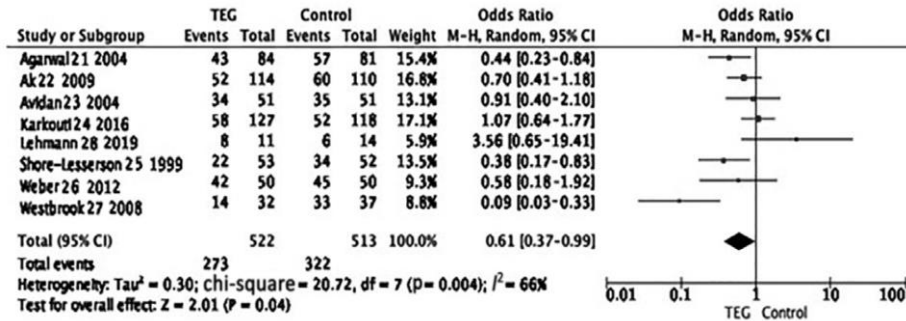 TEG Control Odds Ratio Odds Ratio
Study or Subgroup Events Total Events Total Weight M-H, Random, 95% CI M-H, Random, 95% CI
Agarwal21 2004 43 84 57 81 15.4% 0.44 [0.23-0.84]
Ak22 2009 52 114 60 110 16.8% 0.70 [0.41-1.18]
Avidan23 2004 34 51 35 51 13.1% 0.91 [0.40-2.10]
Karkouti24 2016 58 127 52 118 17.1% 1.07 [0.64-1.77]
Lehmann 28 2019 8 11 6 14 5.9% 3.56 [0.65-19.41]
Shore-Lesserson25 1999 22 53 34 52 13.5% 0.38 [0.17-0.83]
Weber26 2012 42 50 45 50 9.3% 0.58 [0.18-1.92]
Westbrook27 2008 14 32 33 37 8.8% 0.09 [0.03-0.33]
Total (95% CI) 522 513 100.0% 0.61 [0.37-0.99]
Total events 273 322
Heterogeneity: Tau² = 0.30; chi-square = 20.72, df = 7 (p = 0.004); I² = 66%
Test for overall effect: Z = 2.01 (P = 0.04)
0.01 0.1 1 10 100
TEG Control